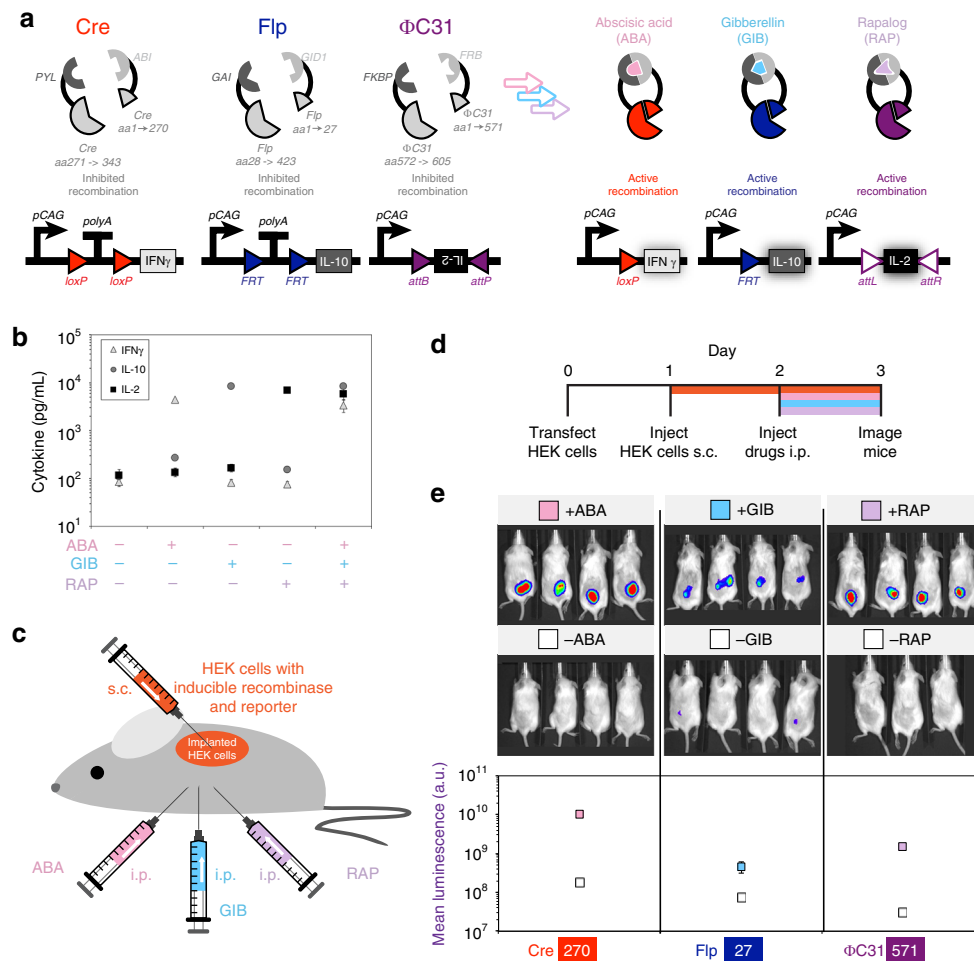 a
Cre
Flp
ΦC31
Abscisic acid
(ABA)
Gibberellin
(GIB)
Rapalog
(RAP)
PYL
ABI
GAI
GID1
FKBP
FRB
Cre
aa1→270
Flp
aa1→27
ΦC31
aa1→571
Cre
aa271 -> 343
Flp
aa28 -> 423
ΦC31
aa572 -> 605
Inhibited
recombination
Inhibited
recombination
Inhibited
recombination
Active
recombination
Active
recombination
Active
recombination
pCAG
polyA
loxP
loxP
IFNγ
pCAG
polyA
FRT
FRT
IL-10
pCAG
attB
IL-2
attP
pCAG
loxP
IFN γ
pCAG
FRT
IL-10
pCAG
attL
IL-2
attR
b
Cytokine (pg/mL)
10⁵
10⁴
10³
10²
10¹
IFNγ
IL-10
IL-2
ABA − + − − +
GIB − − + − +
RAP − − − + +
c
s.c.
HEK cells with
inducible recombinase
and reporter
Implanted
HEK cells
ABA
i.p.
i.p.
GIB
i.p.
RAP
d
Day
0 1 2 3
Transfect
HEK cells
Inject
HEK cells s.c.
Inject
drugs i.p.
Image
mice
e
+ABA
+GIB
+RAP
−ABA
−GIB
−RAP
Mean luminescence (a.u.)
10¹¹
10¹⁰
10⁹
10⁸
10⁷
Cre 270
Flp 27
ΦC31 571